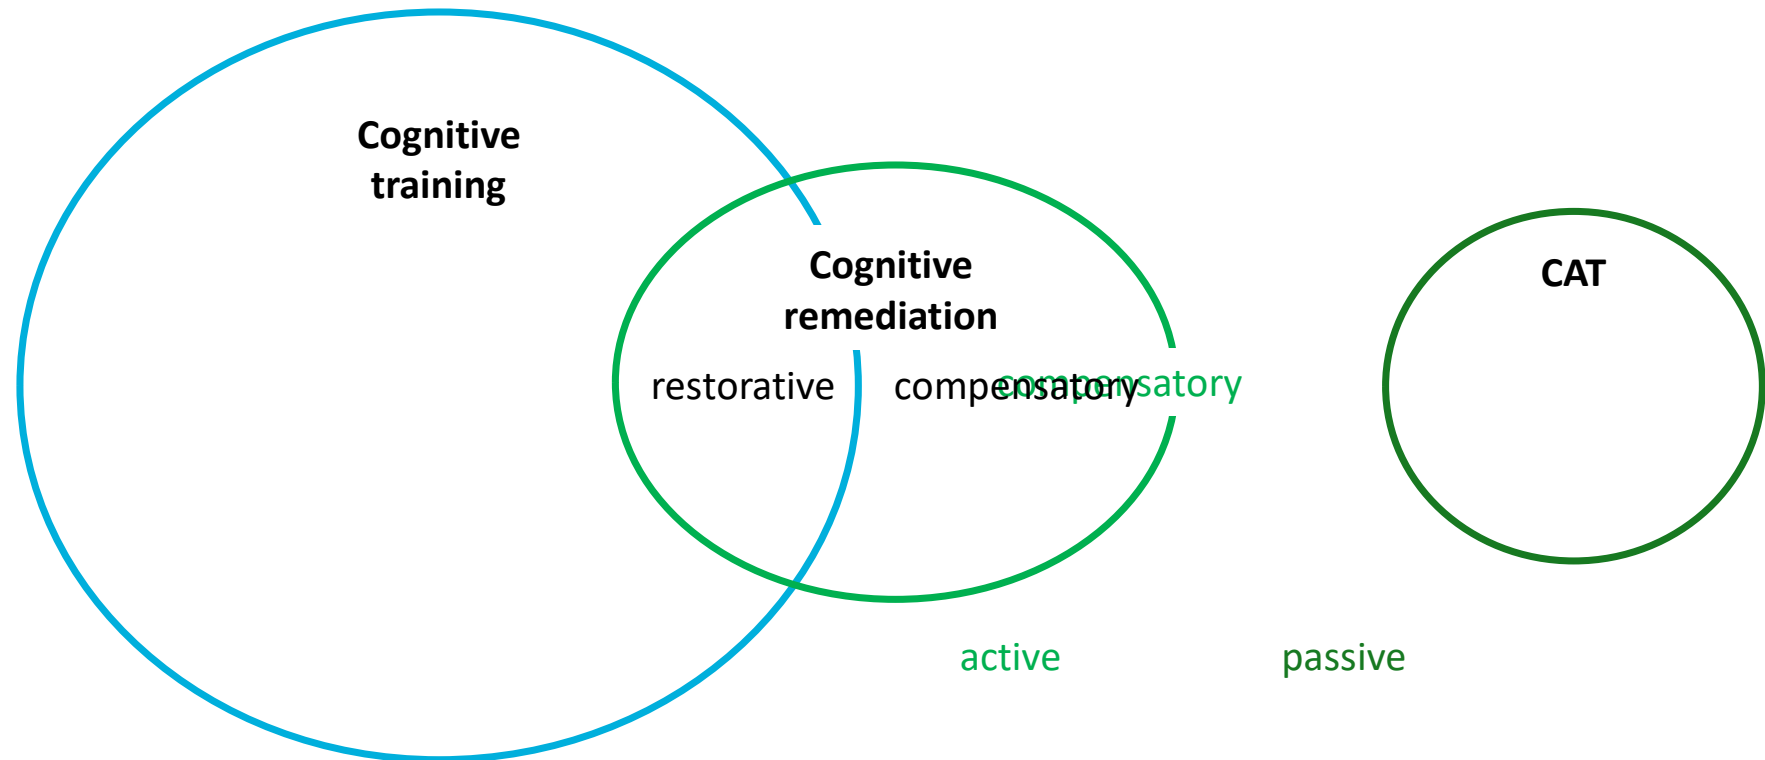 Cognitive
training
Cognitive
remediation
CAT
restorative
compensatory
compensatory
active
passive